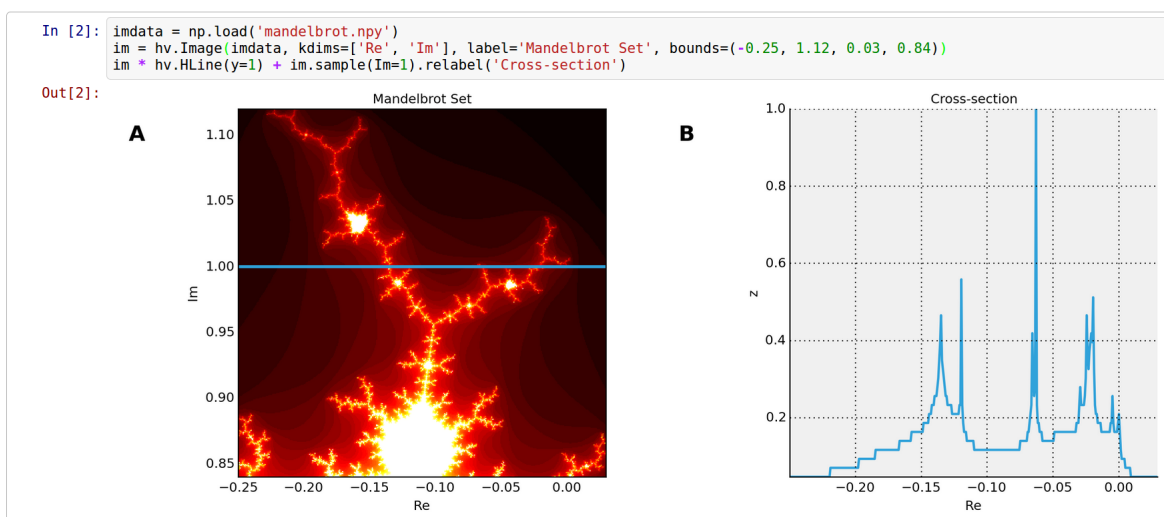 In [2]: imdata = np.load('mandelbrot.npy')
im = hv.Image(imdata, kdims=['Re', 'Im'], label='Mandelbrot Set', bounds=(-0.25, 1.12, 0.03, 0.84))
im * hv.HLine(y=1) + im.sample(Im=1).relabel('Cross-section')
Out[2]:
A
Mandelbrot Set
1.10
1.05
1.00
0.95
0.90
0.85
Im
−0.25 −0.20 −0.15 −0.10 −0.05 0.00
Re
B
Cross-section
1.0
0.8
0.6
0.4
0.2
z
−0.20 −0.15 −0.10 −0.05 0.00
Re